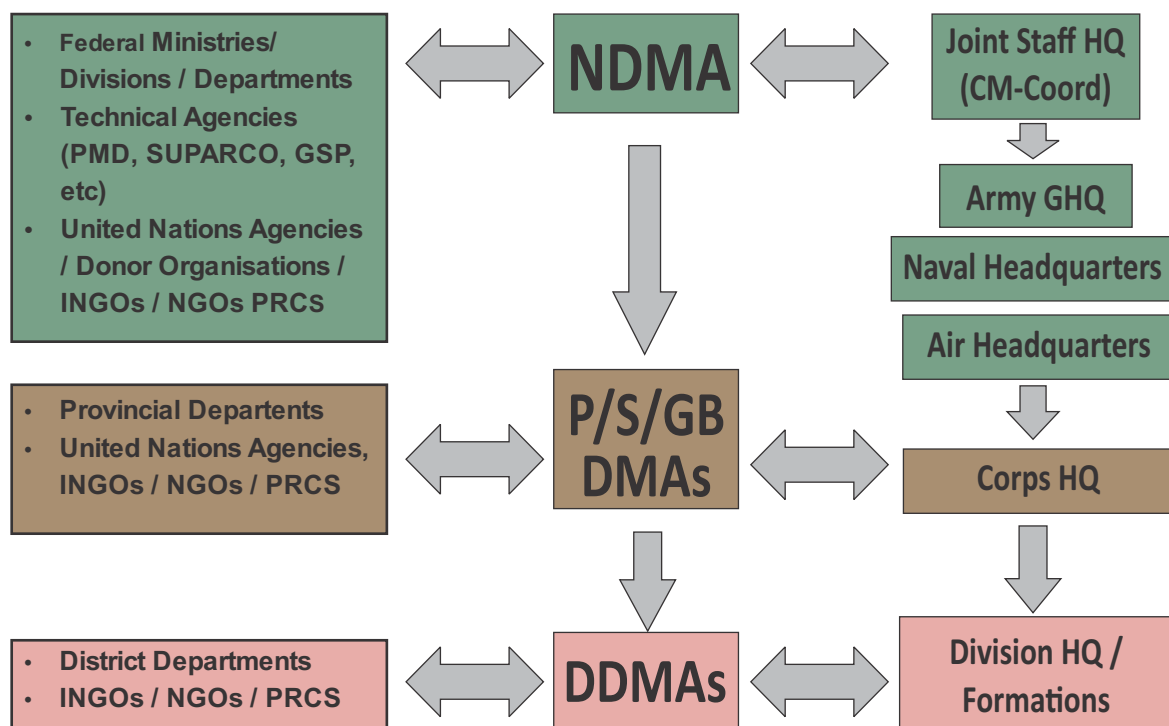 • Federal Ministries/
Divisions / Departments
• Technical Agencies
(PMD, SUPARCO, GSP,
etc)
• United Nations Agencies
/ Donor Organisations /
INGOs / NGOs PRCS
NDMA
Joint Staff HQ
(CM-Coord)
Army GHQ
Naval Headquarters
Air Headquarters
• Provincial Departents
• United Nations Agencies,
INGOs / NGOs / PRCS
P/S/GB
DMAs
Corps HQ
• District Departments
• INGOs / NGOs / PRCS
DDMAs
Division HQ /
Formations